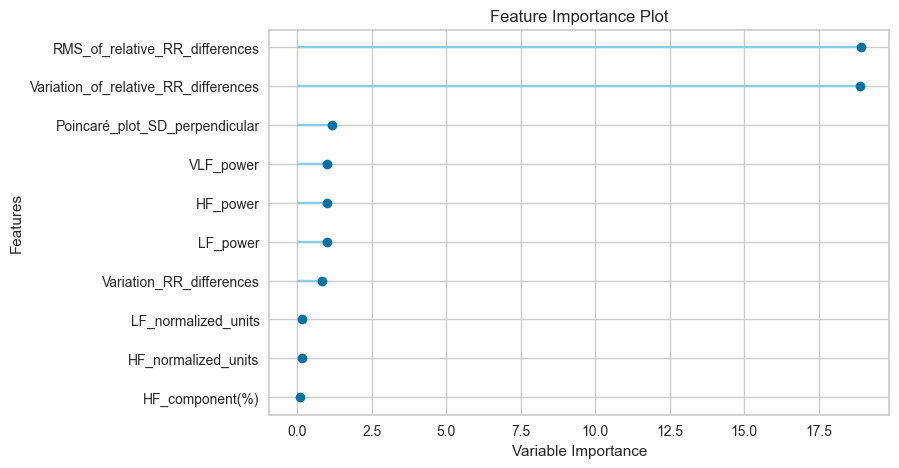 Feature Importance Plot
RMS_of_relative_RR_differences
Variation_of_relative_RR_differences
Poincaré_plot_SD_perpendicular
VLF_power
HF_power
LF_power
Variation_RR_differences
LF_normalized_units
HF_normalized_units
HF_component(%)
Features
0.0 2.5 5.0 7.5 10.0 12.5 15.0 17.5
Variable Importance